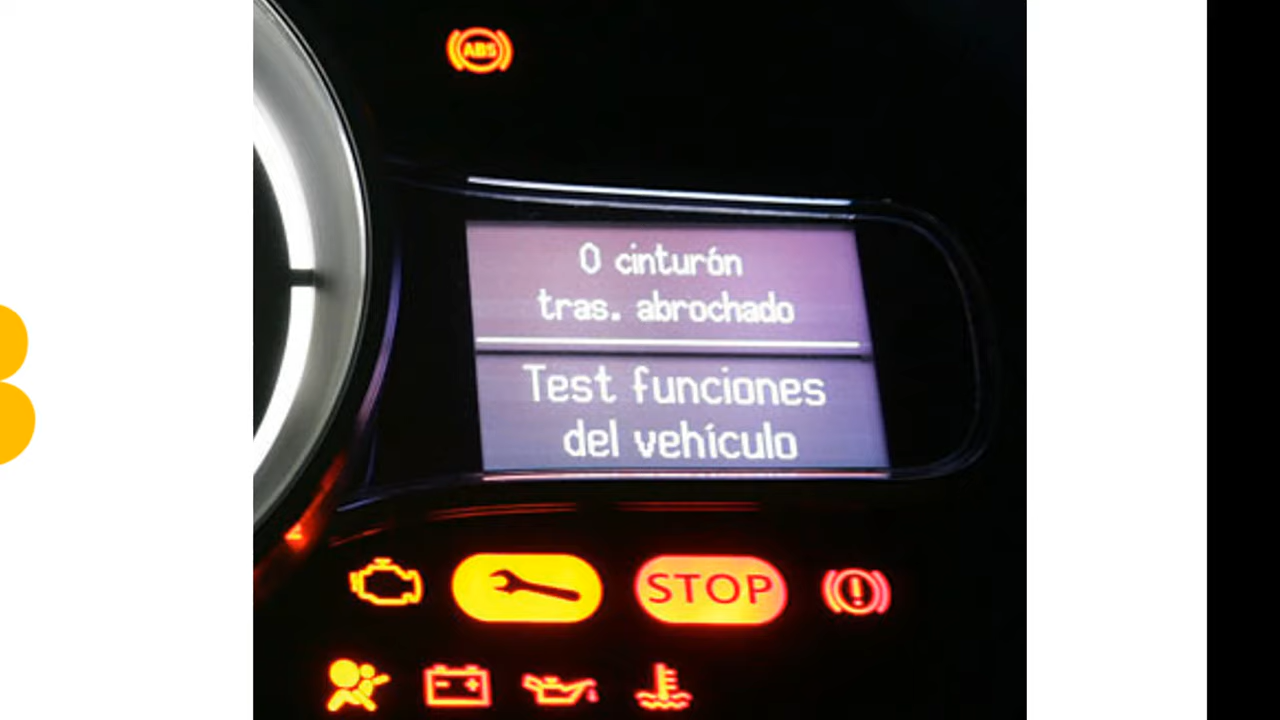 ABS
0 cinturón
tras. abrochado
Test funciones
del vehículo
STOP